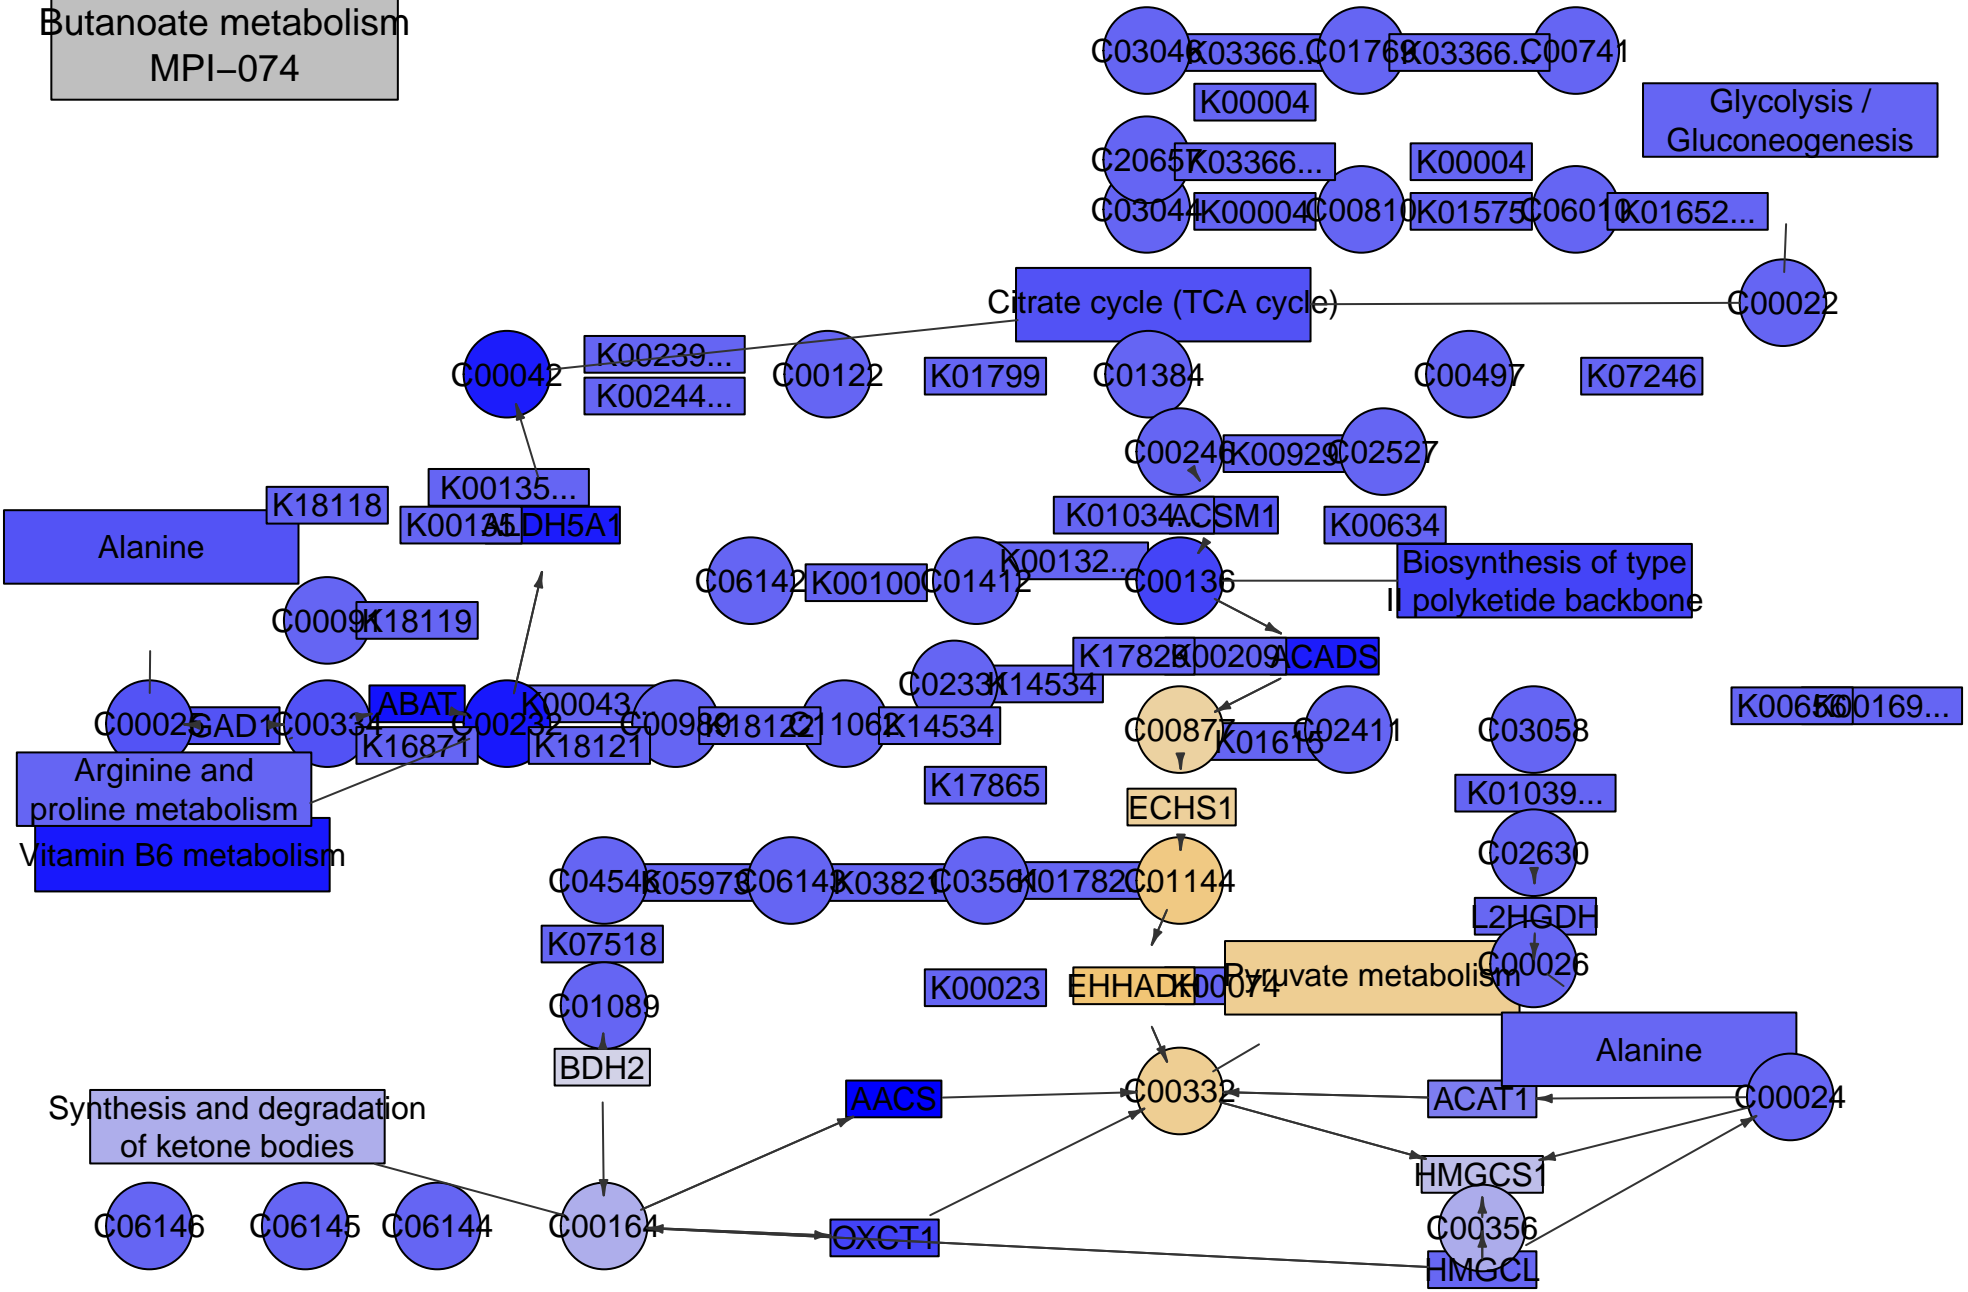 Butanoate metabolism
MPI−074
C03046
K03366...
C01769
K03366...
C00741
K00004
Glycolysis /
Gluconeogenesis
C20657
K03366...
K00004
C03044
K00004
C00810
K01575
C06010
K01652...
Citrate cycle (TCA cycle)
C00022
C00042
K00239...
K00244...
C00122
K01799
C01384
C00497
K07246
C00246
K00929
C02527
K18118
K00135...
K00135
ALDH5A1
K01034...
ACSM1
K00634
Alanine
C06142
K00100
C01412
K00132...
C00136
Biosynthesis of type
II polyketide backbone
C00091
K18119
K17829
K00209
ACADS
C02331
K14534
C00025
GAD1
C00334
ABAT
K16871
C00232
K00043...
K18121
C00989
K18122
C11062
K14534
C00877
K01615
C02411
C03058
K00656
K00169...
Arginine and
proline metabolism
K17865
ECHS1
K01039...
Vitamin B6 metabolism
C02630
C04546
K05973
C06143
K03821
C03561
K01782...
C01144
L2HGDH
K07518
C00026
K00023
EHHADH
K00074
Pyruvate metabolism
C01089
BDH2
Alanine
Synthesis and degradation
of ketone bodies
AACS
C00332
ACAT1
C00024
HMGCS1
C06146
C06145
C06144
C00164
OXCT1
C00356
HMGCL